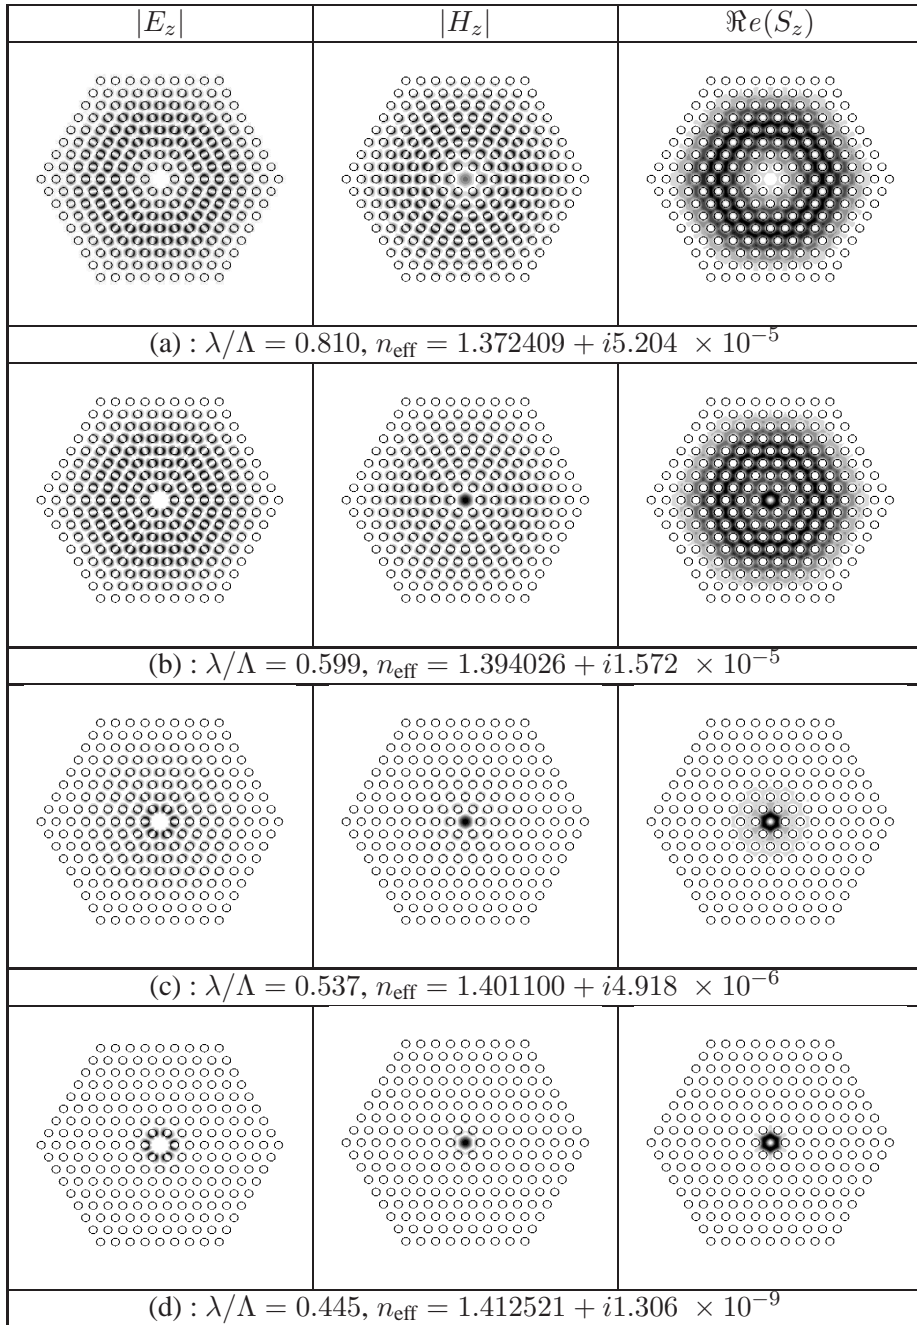 |E_z| |H_z| ℜe(S_z)
(a) : λ/Λ = 0.810, n_eff = 1.372409 + i5.204 × 10^−5
(b) : λ/Λ = 0.599, n_eff = 1.394026 + i1.572 × 10^−5
(c) : λ/Λ = 0.537, n_eff = 1.401100 + i4.918 × 10^−6
(d) : λ/Λ = 0.445, n_eff = 1.412521 + i1.306 × 10^−9